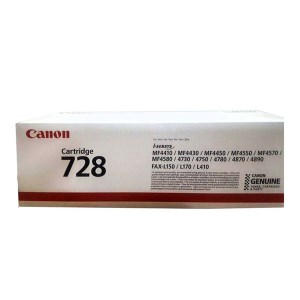 Canon
Cartridge
728
i-SENSYS
MF4410 / MF4430 / MF4450 / MF4550 / MF4570 /
MF4580 / 4730 / 4750 / 4780 / 4870 / 4890
FAX-L150 / L170 / L410
CANON
GENUINE